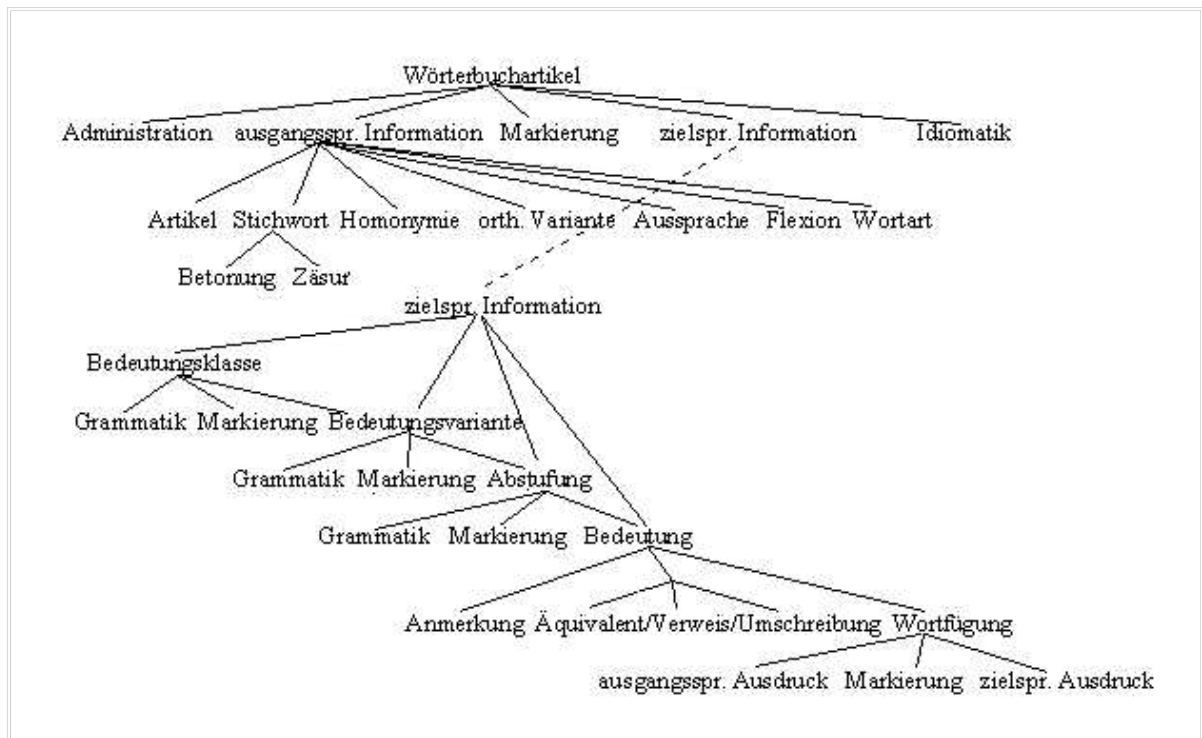 Wörterbuchartikel
Administration ausgangsspr. Information Markierung zielspr. Information Idiomatik
Artikel Stichwort Homonymie orth. Variante Aussprache Flexion Wortart
Betonung Zäsur
zielspr. Information
Bedeutungsklasse
Grammatik Markierung Bedeutungsvariante
Grammatik Markierung Abstufung
Grammatik Markierung Bedeutung
Anmerkung Äquivalent/Verweis/Umschreibung Wortfügung
ausgangsspr. Ausdruck Markierung zielspr. Ausdruck